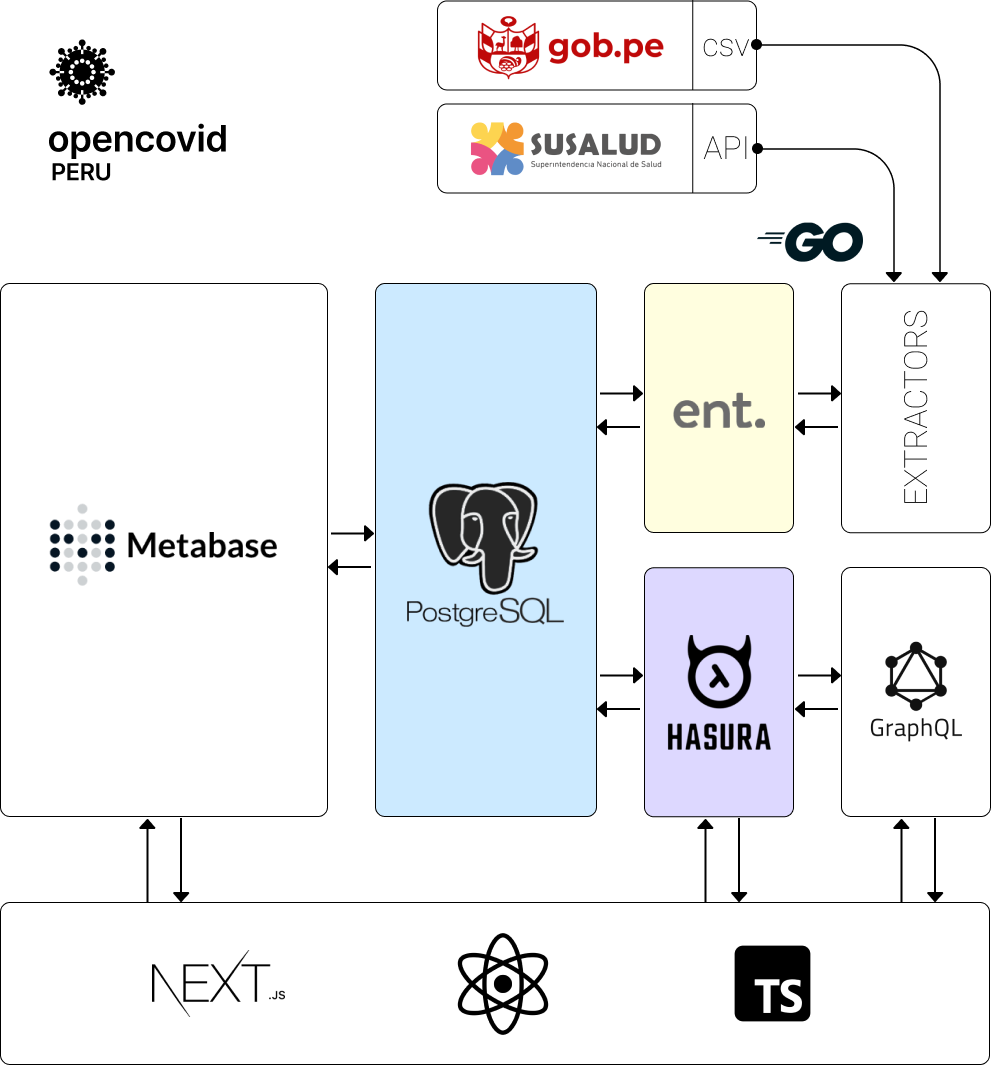 opencovid
PERU
gob.pe
CSV
SUSALUD
Superintendencia Nacional de Salud
API
GO
Metabase
PostgreSQL
ent.
EXTRACTORS
HASURA
GraphQL
NEXT.JS
TS